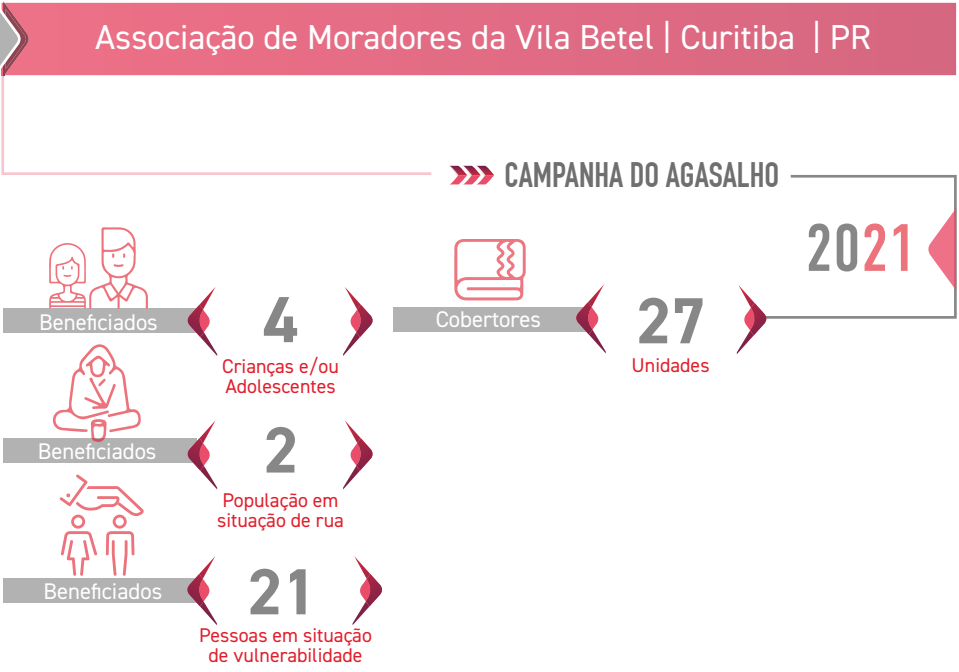 Associação de Moradores da Vila Betel | Curitiba | PR
CAMPANHA DO AGASALHO
2021
Beneficiados
4
Crianças e/ou
Adolescentes
Cobertores
27
Unidades
Beneficiados
2
População em
situação de rua
Beneficiados
21
Pessoas em situação
de vulnerabilidade